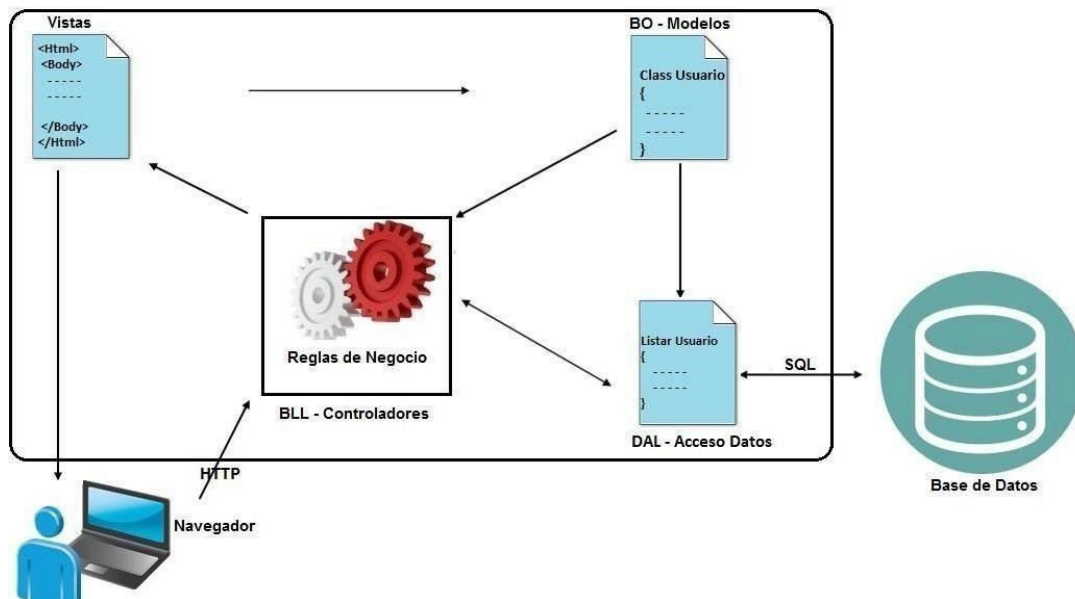 Vistas
<Html>
<Body>
- - - - -
- - - - -
</Body>
</Html>
BO - Modelos
Class Usuario
{
- - - - -
- - - - -
}
Reglas de Negocio
BLL - Controladores
Listar Usuario
{
- - - - -
- - - - -
}
DAL - Acceso Datos
SQL
Base de Datos
HTTP
Navegador